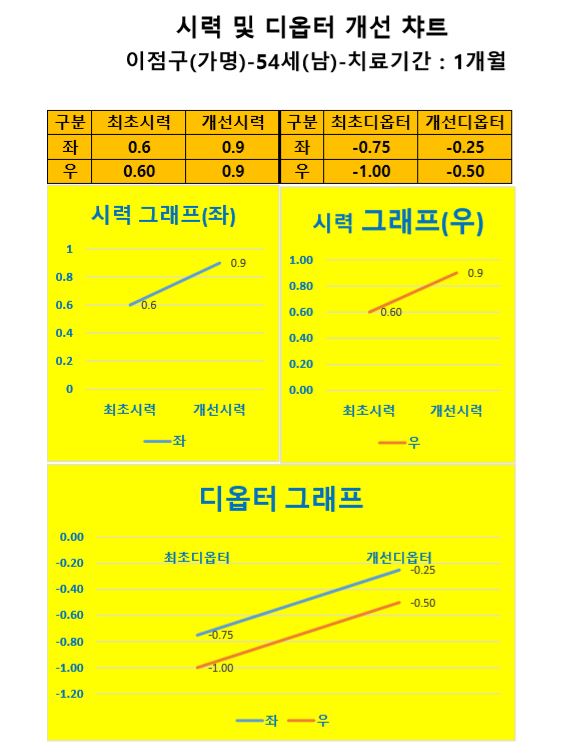 시력 및 디옵터 개선 챠트
이점구(가명)-54세(남)-치료기간 : 1개월
구분 최초시력 개선시력 구분 최초디옵터 개선디옵터
좌 0.6 0.9 좌 -0.75 -0.25
우 0.60 0.9 우 -1.00 -0.50
시력 그래프(좌)
1
0.8
0.6
0.4
0.2
0
0.6
0.9
최초시력 개선시력
좌
시력 그래프(우)
1.00
0.80
0.60
0.40
0.20
0.00
0.60
0.9
최초시력 개선시력
우
디옵터 그래프
0.00
-0.20
-0.40
-0.60
-0.80
-1.00
-1.20
최초디옵터 개선디옵터
-0.25
-0.50
-0.75
-1.00
좌 우